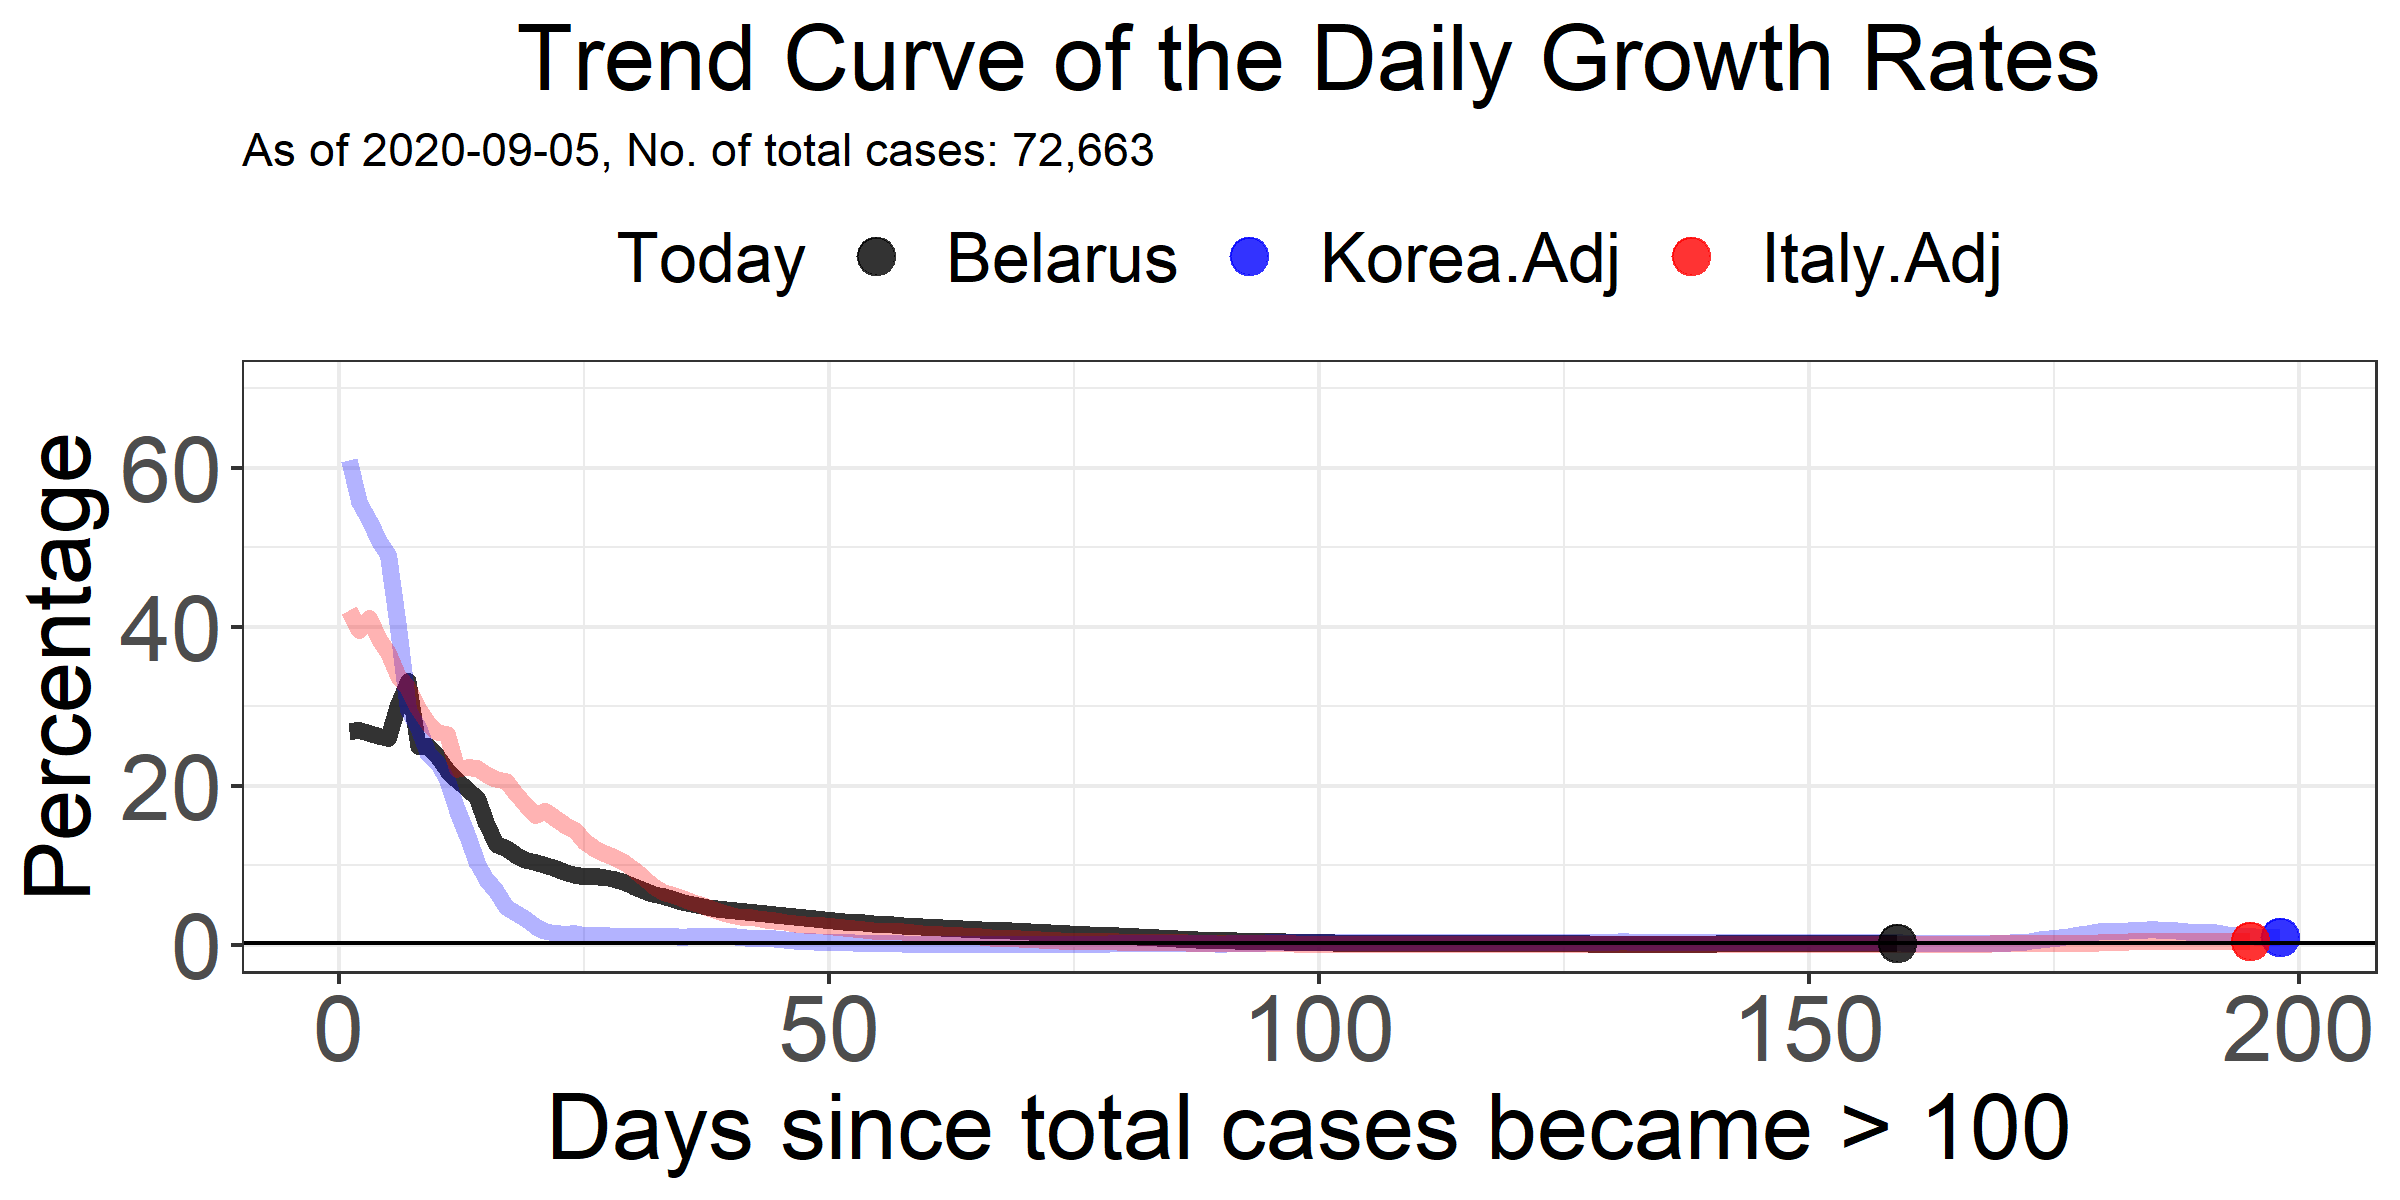 Trend Curve of the Daily Growth Rates
As of 2020-09-05, No. of total cases: 72,663
Today Belarus Korea.Adj Italy.Adj
Percentage
60
40
20
0
0 50 100 150 200
Days since total cases became > 100